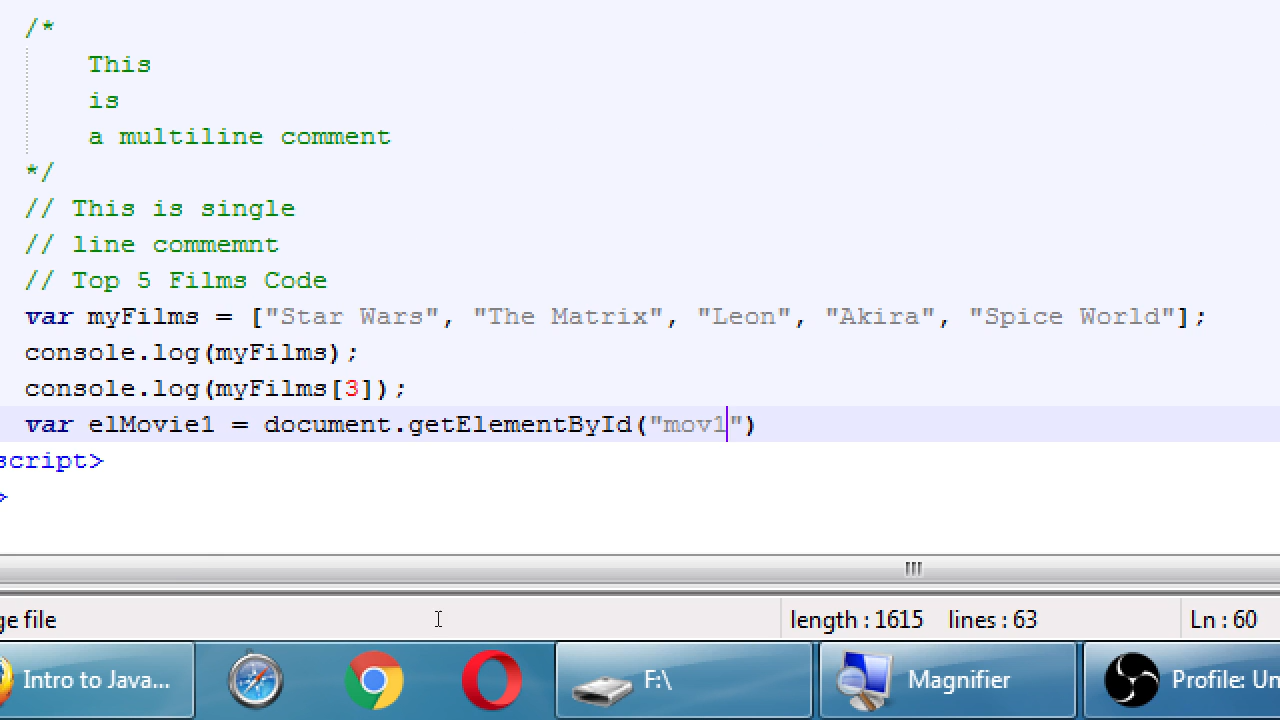 /*
This
is
a multiline comment
*/
// This is single
// line commemnt
// Top 5 Films Code
var myFilms = ["Star Wars", "The Matrix", "Leon", "Akira", "Spice World"];
console.log(myFilms);
console.log(myFilms[3]);
var elMovie1 = document.getElementById("mov1")
script>
>
ge file length : 1615 lines : 63 Ln : 60
Intro to Java... F:\ Magnifier Profile: Un